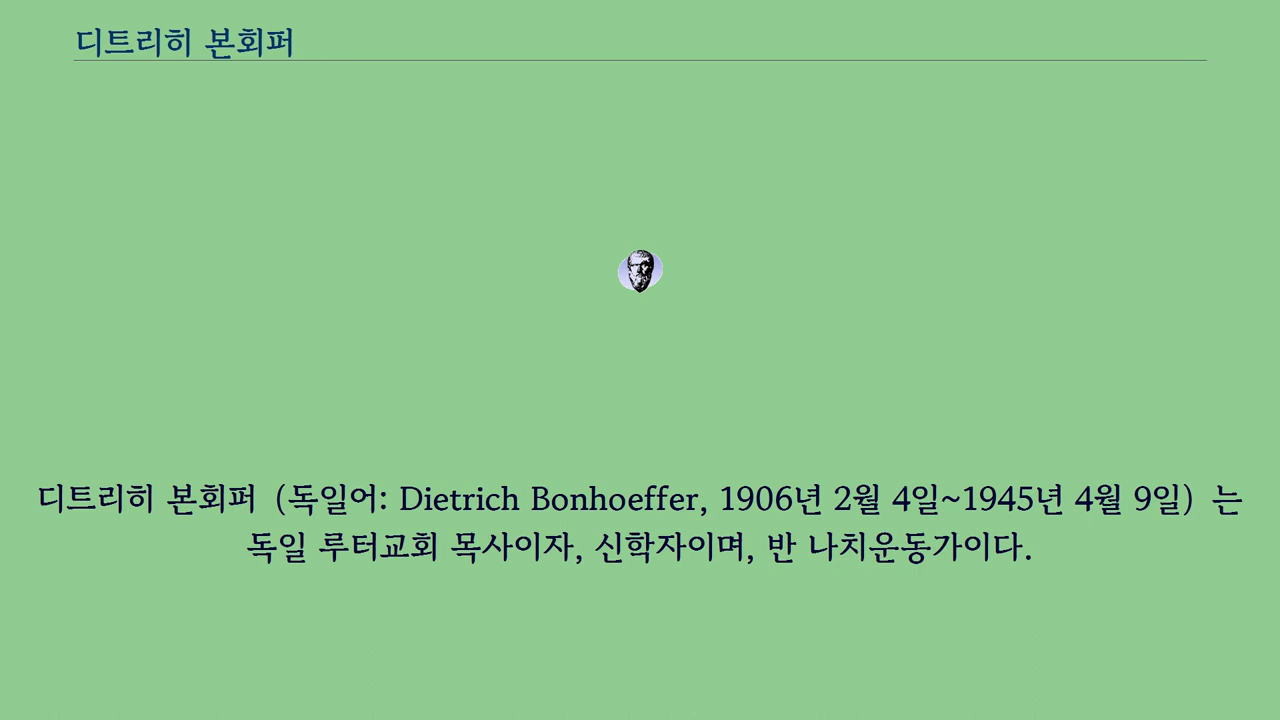 디트리히 본회퍼
디트리히 본회퍼 (독일어: Dietrich Bonhoeffer, 1906년 2월 4일~1945년 4월 9일) 는
독일 루터교회 목사이자, 신학자이며, 반 나치운동가이다.